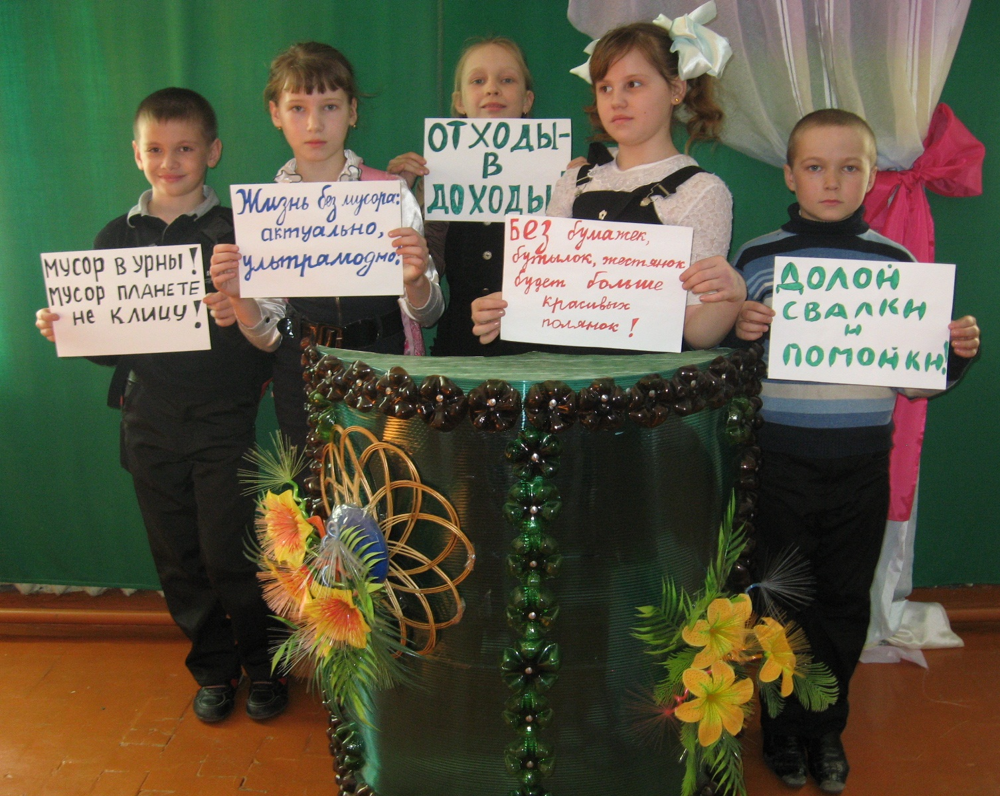 МУСОР В УРНЫ!
МУСОР ПЛАНЕТЕ
НЕ К ЛИЦУ!
Жизнь без мусора:
актуально,
ультрамодно!
ОТХОДЫ-
В
ДОХОДЫ
Без бумажек,
бутылок, жестянок
будет больше
красивых
полянок!
ДОЛОЙ
СВАЛКИ
И
ПОМОЙКИ!